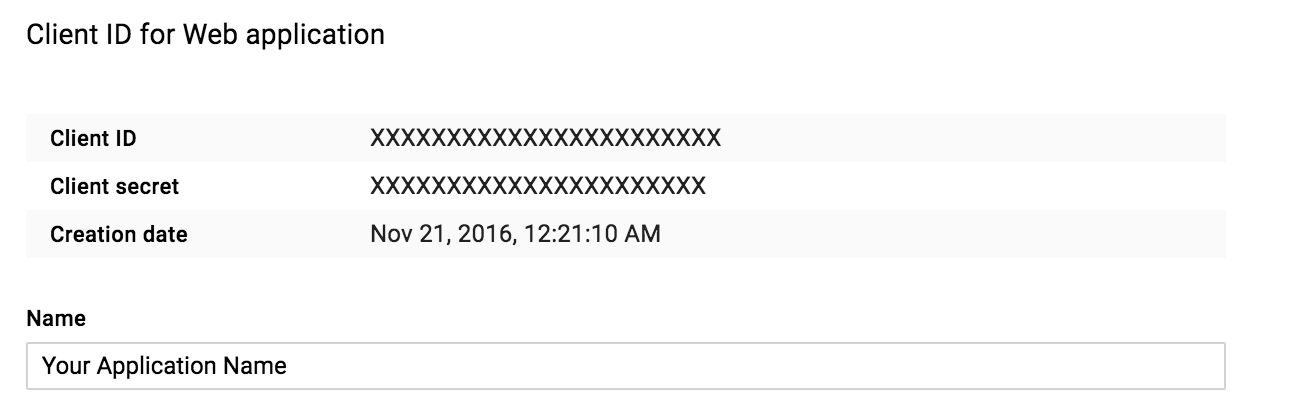 Client ID for Web application
Client ID XXXXXXXXXXXXXXXXXXXXXXX
Client secret XXXXXXXXXXXXXXXXXXXXXX
Creation date Nov 21, 2016, 12:21:10 AM
Name
Your Application Name